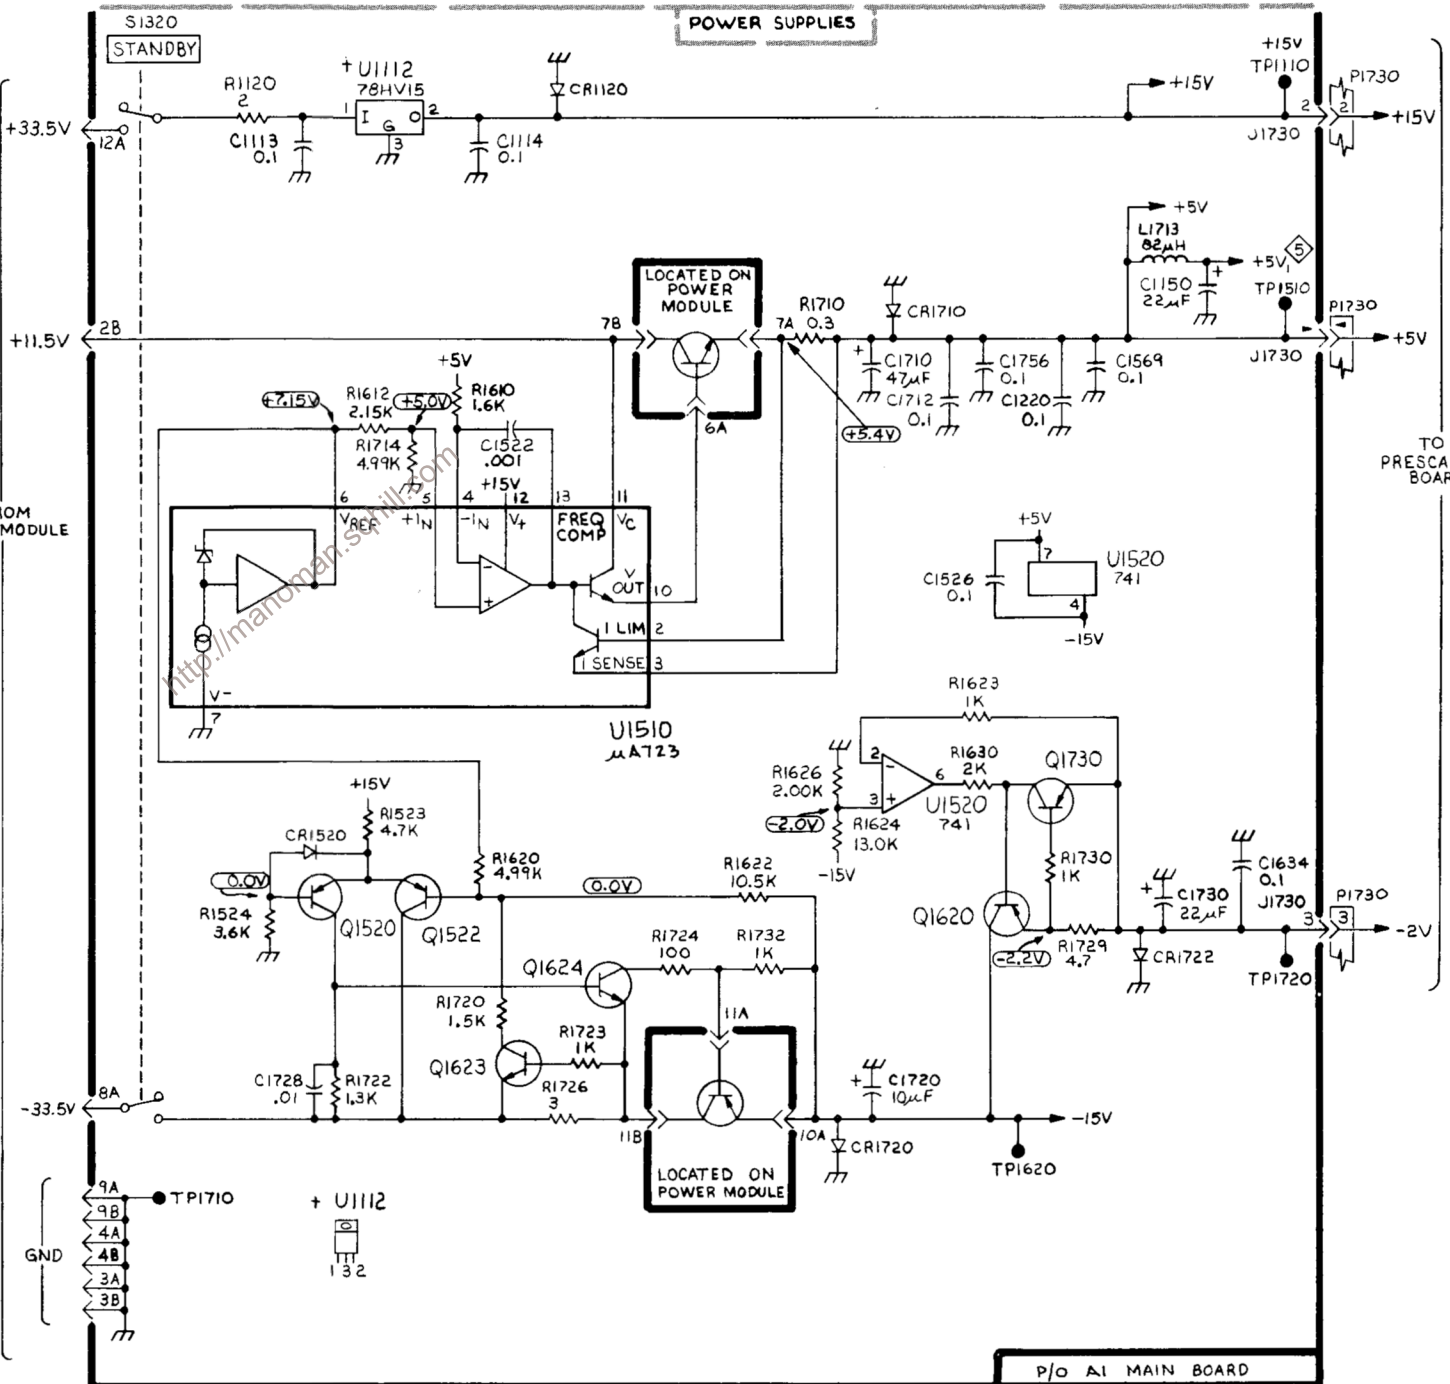 POWER SUPPLIES
S1320
STANDBY
+33.5V
12A
R1120
2
C1113
0.1
+ U1112
78HV15
1
I
O
2
G
3
C1114
0.1
CR1120
+15V
+15V
TP1110
P1730
2
2
J1730
+15V
+11.5V
2B
7B
LOCATED ON
POWER
MODULE
6A
7A
R1710
0.3
+5.4V
CR1710
+
C1710
47µF
C1712
0.1
C1756
0.1
C1220
0.1
C1569
0.1
+5V
L1713
82µH
+5V1
5
+
C1150
22µF
TP1510
P1730
J1730
+5V
TO
PRESCA
BOAR
OM
MODULE
+7.15V
R1612
2.15K
+5.0V
R1714
4.99K
+5V
R1610
1.6K
C1522
.001
+15V
6
5
4
12
13
11
VREF
+IN
-IN
V+
FREQ
COMP
VC
-
+
V
OUT
10
I LIM
2
I SENSE
3
V-
7
U1510
µA723
http://manoman.sqhill.com
+5V
7
C1526
0.1
U1520
741
4
-15V
R1623
1K
R1626
2.00K
-2.0V
R1624
13.0K
-15V
2
-
3
+
6
U1520
741
R1630
2K
Q1730
R1730
1K
Q1620
-2.2V
R1729
4.7
CR1722
+
C1730
22µF
C1634
0.1
J1730
P1730
3
3
-2V
TP1720
+15V
R1523
4.7K
CR1520
0.0V
R1524
3.6K
Q1520
Q1522
R1620
4.99K
0.0V
R1622
10.5K
R1724
100
R1732
1K
Q1624
R1720
1.5K
Q1623
R1723
1K
R1726
3
C1728
.01
R1722
1.3K
-33.5V
8A
11A
11B
10A
LOCATED ON
POWER MODULE
+
C1720
10µF
CR1720
-15V
TP1620
GND
9A
9B
4A
4B
3A
3B
TP1710
+ U1112
132
P/O A1 MAIN BOARD